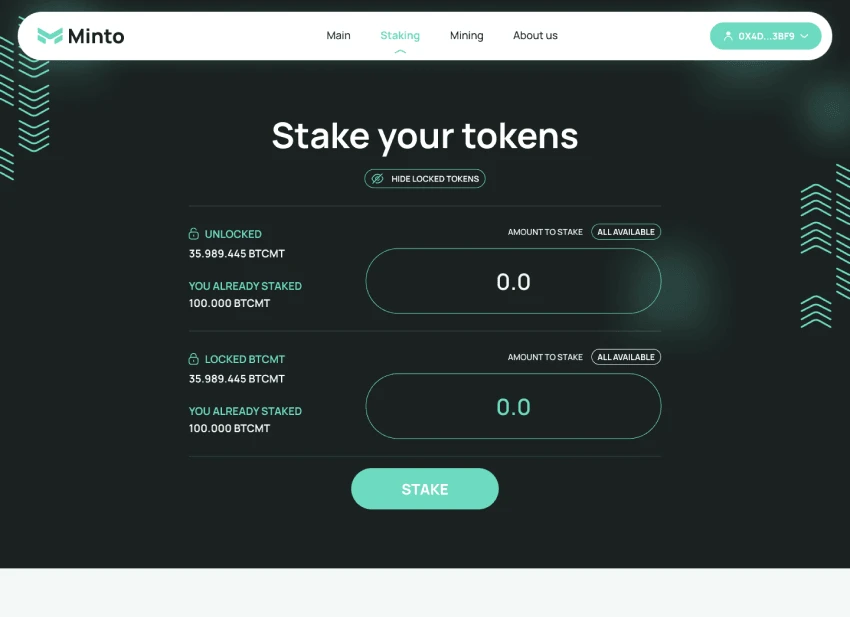 Minto
Main
Staking
Mining
About us
0X4D...3BF9
Stake your tokens
HIDE LOCKED TOKENS
UNLOCKED
35.989.445 BTCMT
YOU ALREADY STAKED
100.000 BTCMT
AMOUNT TO STAKE
ALL AVAILABLE
0.0
LOCKED BTCMT
35.989.445 BTCMT
YOU ALREADY STAKED
100.000 BTCMT
AMOUNT TO STAKE
ALL AVAILABLE
0.0
STAKE